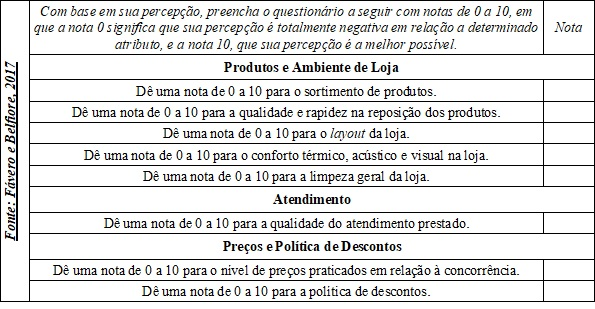 Com base em sua percepção, preencha o questionário a seguir com notas de 0 a 10, em
que a nota 0 significa que sua percepção é totalmente negativa em relação a determinado
atributo, e a nota 10, que sua percepção é a melhor possível.
Nota
Produtos e Ambiente de Loja
Dê uma nota de 0 a 10 para o sortimento de produtos.
Dê uma nota de 0 a 10 para a qualidade e rapidez na reposição dos produtos.
Dê uma nota de 0 a 10 para o layout da loja.
Dê uma nota de 0 a 10 para o conforto térmico, acústico e visual na loja.
Dê uma nota de 0 a 10 para a limpeza geral da loja.
Atendimento
Dê uma nota de 0 a 10 para a qualidade do atendimento prestado.
Preços e Política de Descontos
Dê uma nota de 0 a 10 para o nível de preços praticados em relação à concorrência.
Dê uma nota de 0 a 10 para a política de descontos.
Fonte: Fávero e Belfiore, 2017